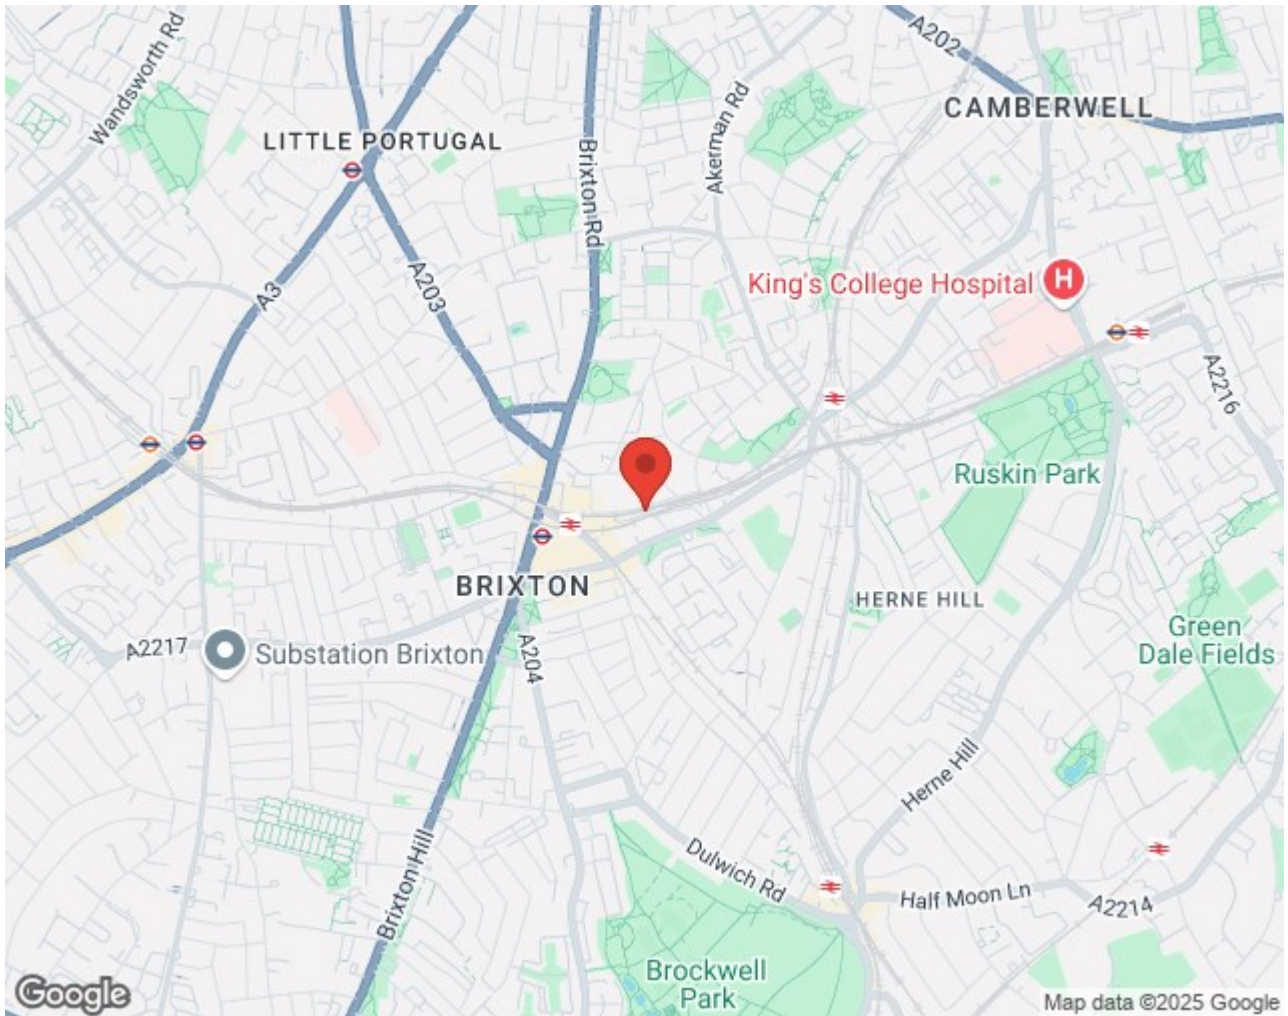 Wandsworth Rd
A202
CAMBERWELL
LITTLE PORTUGAL
Akerman Rd
Brixton Rd
A203
A3
King's College Hospital
H
A2216
Ruskin Park
BRIXTON
HERNE HILL
Green
Dale Fields
A2217
Substation Brixton
A204
Herne Hill
Brixton Hill
Dulwich Rd
Half Moon Ln
A2214
Brockwell
Park
Google
Map data ©2025 Google